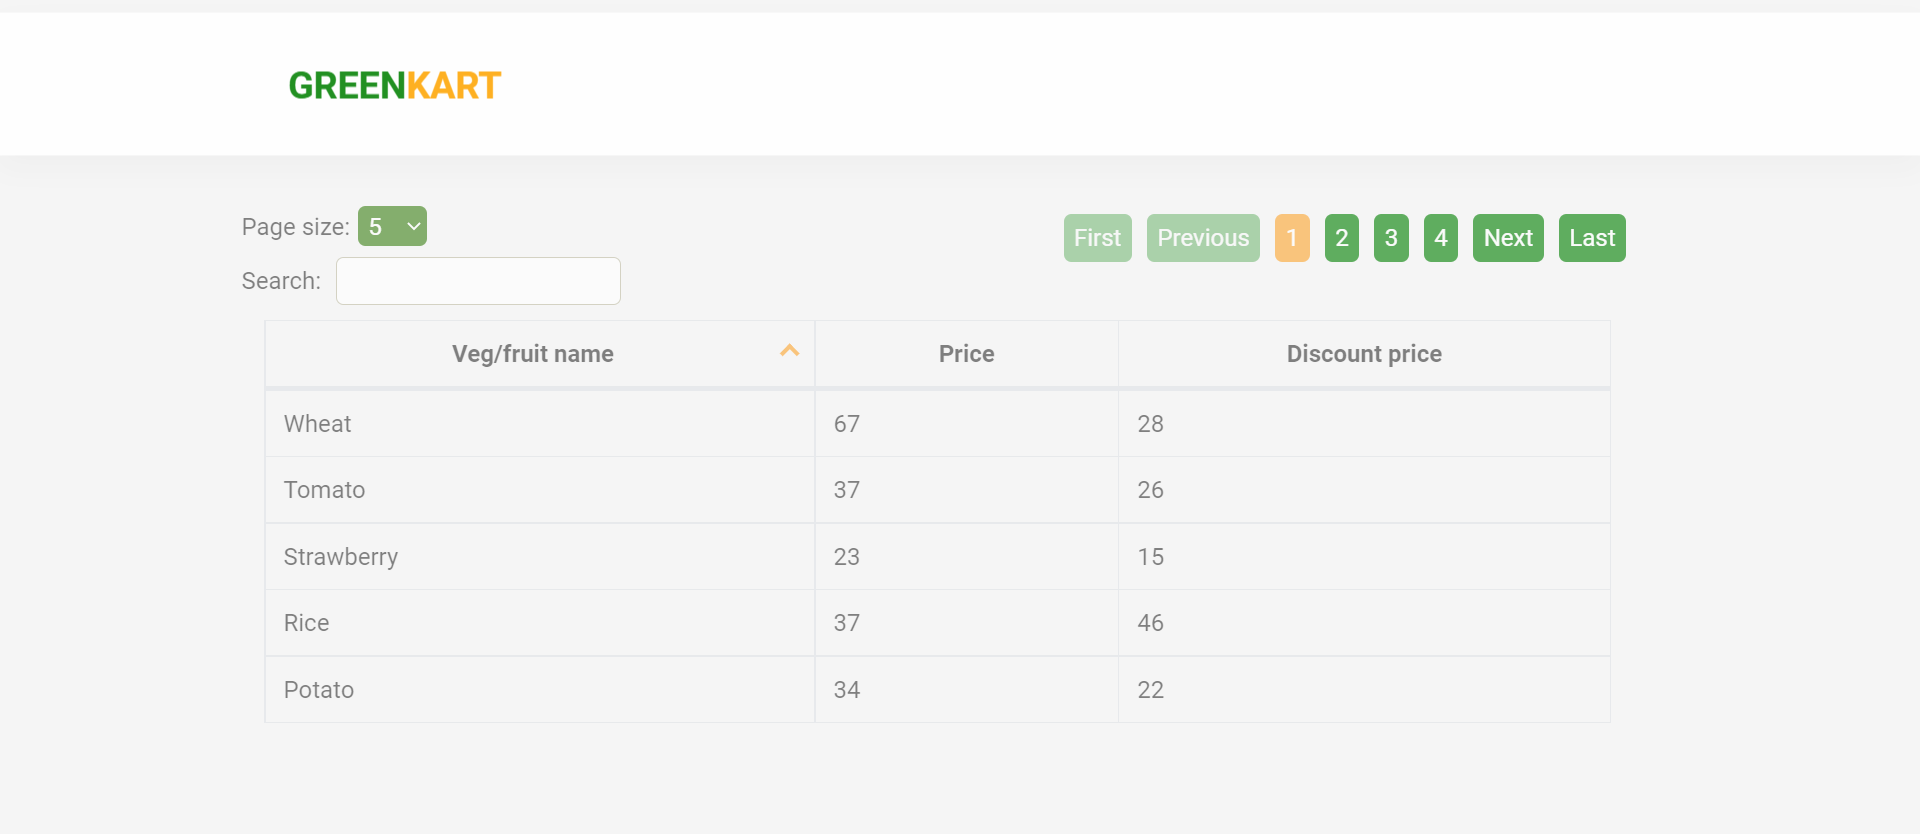 GREENKART
Page size: 5
First Previous 1 2 3 4 Next Last
Search:
Veg/fruit name Price Discount price
Wheat 67 28
Tomato 37 26
Strawberry 23 15
Rice 37 46
Potato 34 22